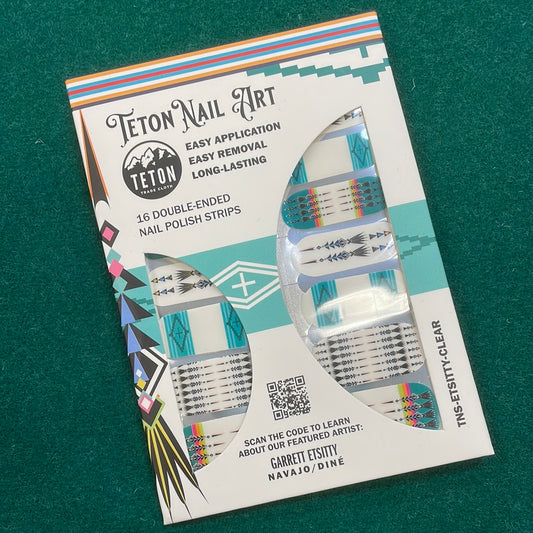 TETON NAIL ART
EASY APPLICATION
EASY REMOVAL
LONG-LASTING
TETON
TRADE CLOTH
16 DOUBLE-ENDED
NAIL POLISH STRIPS
SCAN THE CODE TO LEARN
ABOUT OUR FEATURED ARTIST:
GARRETT ETSITTY
NAVAJO/DINÉ
TNS-ETSITTY-CLEAR